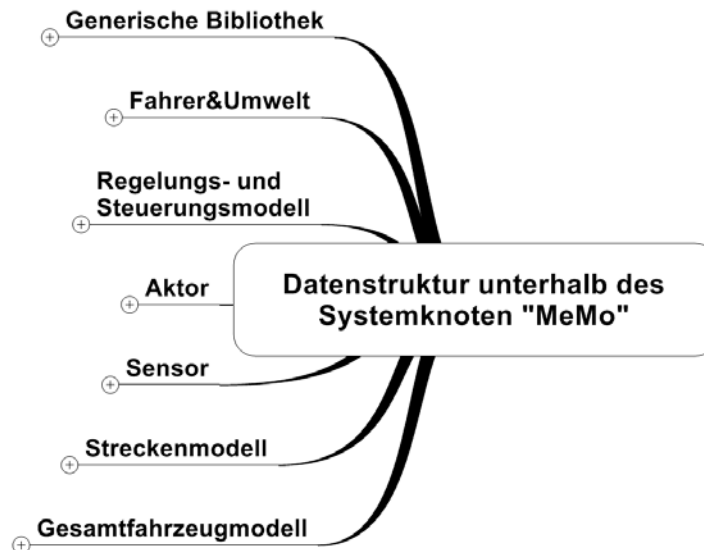 Generische Bibliothek
Fahrer&Umwelt
Regelungs- und
Steuerungsmodell
Aktor
Datenstruktur unterhalb des
Systemknoten "MeMo"
Sensor
Streckenmodell
Gesamtfahrzeugmodell